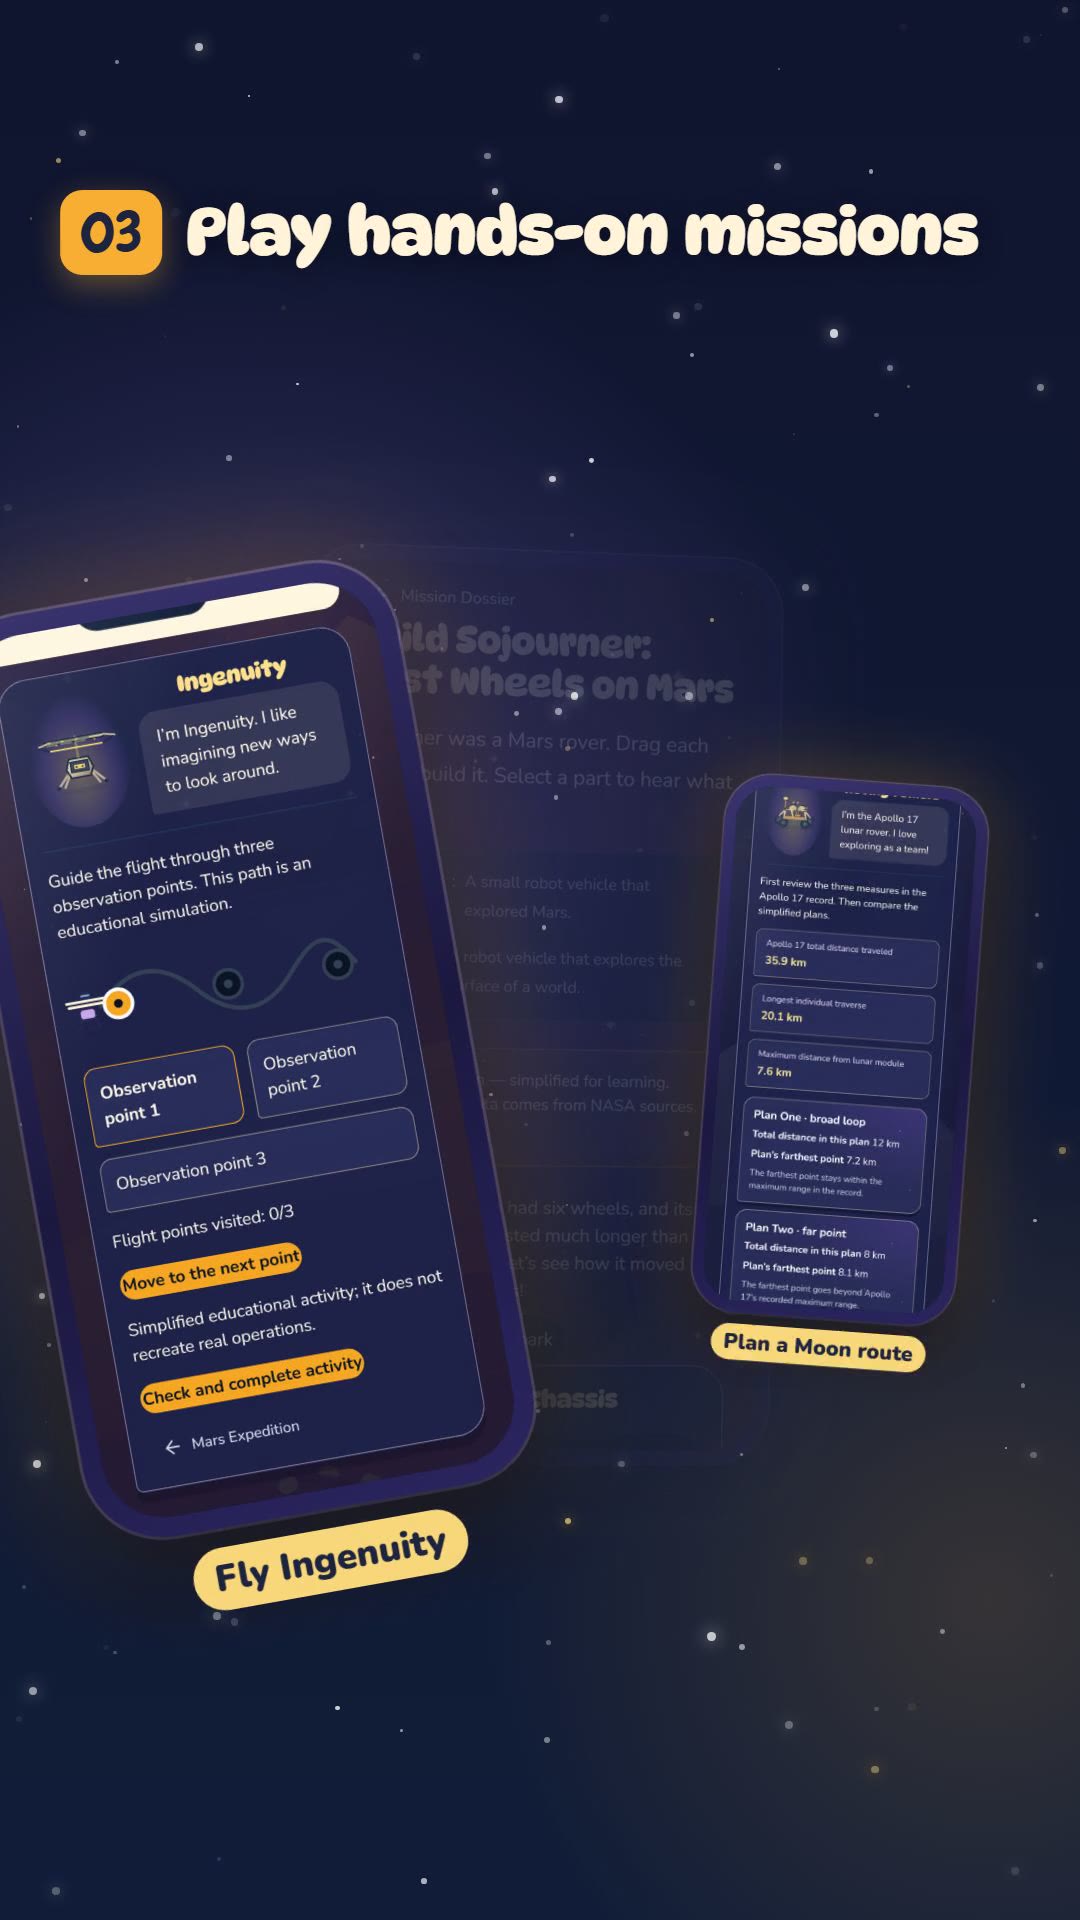 03 Play hands-on missions
Ingenuity
I'm Ingenuity. I like
imagining new ways
to look around.
Guide the flight through three
observation points. This path is an
educational simulation.
Observation
point 1
Observation
point 2
Observation point 3
Flight points visited: 0/3
Move to the next point
Simplified educational activity; it does not
recreate real operations.
Check and complete activity
← Mars Expedition
Fly Ingenuity
Mission Dossier
Sojourner:
Wheels on Mars
was a Mars rover. Drag each
build it. Select a part to hear what
: A small robot vehicle that
explored Mars.
robot vehicle that explores the
of a world.
— simplified for learning.
comes from NASA sources.
had six wheels, and its
much longer than
see how it moved
Chassis
I'm the Apollo 17
lunar rover. I love
exploring as a team!
First review the three measures in the
Apollo 17 record. Then compare the
simplified plans.
Apollo 17 total distance traveled
35.9 km
Longest individual traverse
20.1 km
Maximum distance from lunar module
7.6 km
Plan One · broad loop
Total distance in this plan 12 km
Plan's farthest point 7.2 km
The farthest point stays within the
maximum range in the record.
Plan Two · far point
Total distance in this plan 8 km
Plan's farthest point 8.1 km
The farthest point goes beyond Apollo
17's recorded maximum range.
Plan a Moon route